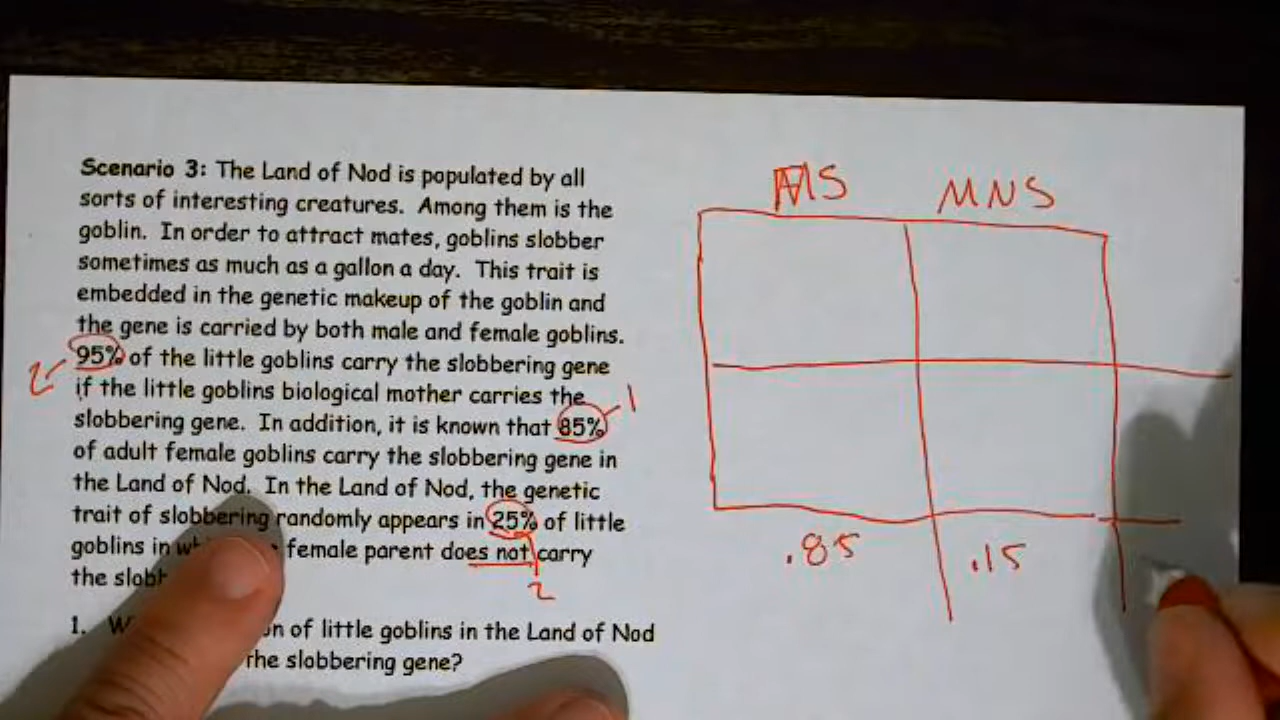 Scenario 3: The Land of Nod is populated by all
sorts of interesting creatures. Among them is the
goblin. In order to attract mates, goblins slobber
sometimes as much as a gallon a day. This trait is
embedded in the genetic makeup of the goblin and
the gene is carried by both male and female goblins.
95% of the little goblins carry the slobbering gene
2
if the little goblins biological mother carries the
1
slobbering gene. In addition, it is known that 85%
of adult female goblins carry the slobbering gene in
the Land of Nod. In the Land of Nod, the genetic
trait of slobbering randomly appears in 25% of little
goblins in female parent does not carry
the
2
1. of little goblins in the Land of Nod
the slobbering gene?
MS MNS
.85 .15